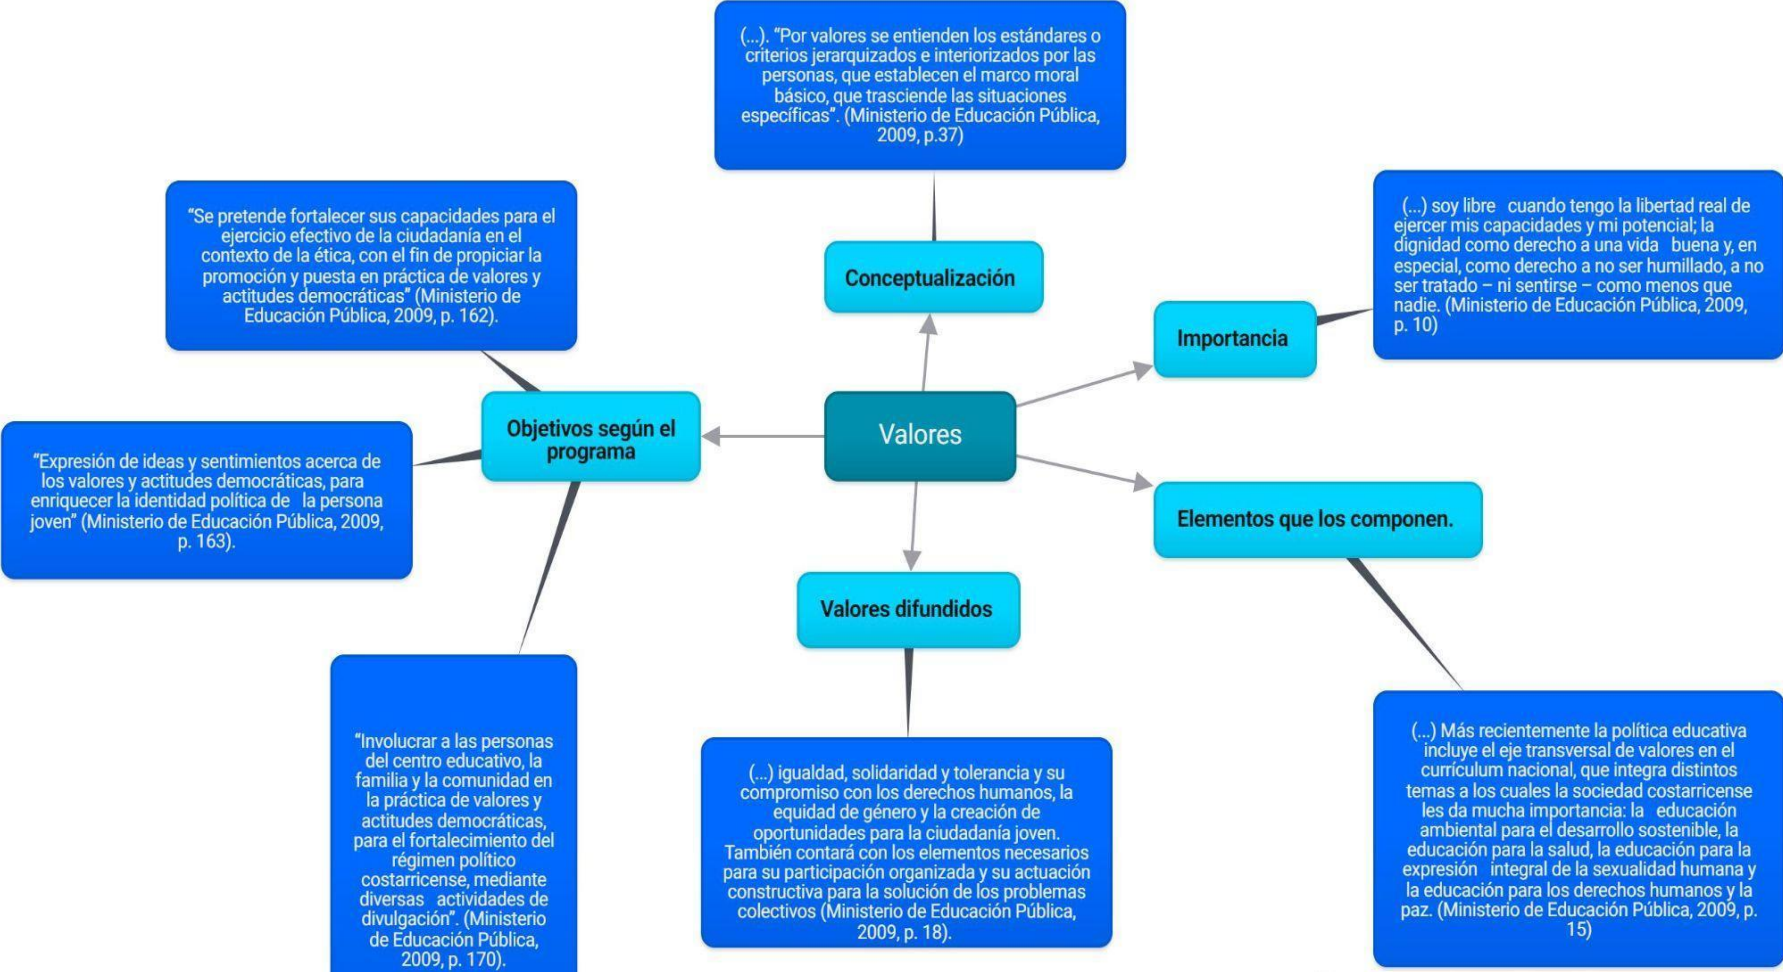 (...). “Por valores se entienden los estándares o
criterios jerarquizados e interiorizados por las
personas, que establecen el marco moral
básico, que trasciende las situaciones
específicas”. (Ministerio de Educación Pública,
2009, p.37)
“Se pretende fortalecer sus capacidades para el
ejercicio efectivo de la ciudadanía en el
contexto de la ética, con el fin de propiciar la
promoción y puesta en práctica de valores y
actitudes democráticas” (Ministerio de
Educación Pública, 2009, p. 162).
(...) soy libre cuando tengo la libertad real de
ejercer mis capacidades y mi potencial; la
dignidad como derecho a una vida buena y, en
especial, como derecho a no ser humillado, a no
ser tratado – ni sentirse – como menos que
nadie. (Ministerio de Educación Pública, 2009,
p. 10)
Conceptualización
Importancia
Objetivos según el
programa
Valores
“Expresión de ideas y sentimientos acerca de
los valores y actitudes democráticas, para
enriquecer la identidad política de la persona
joven” (Ministerio de Educación Pública, 2009,
p. 163).
Elementos que los componen.
Valores difundidos
“Involucrar a las personas
del centro educativo, la
familia y la comunidad en
la práctica de valores y
actitudes democráticas,
para el fortalecimiento del
régimen político
costarricense, mediante
diversas actividades de
divulgación”. (Ministerio
de Educación Pública,
2009, p. 170).
(...) igualdad, solidaridad y tolerancia y su
compromiso con los derechos humanos, la
equidad de género y la creación de
oportunidades para la ciudadanía joven.
También contará con los elementos necesarios
para su participación organizada y su actuación
constructiva para la solución de los problemas
colectivos (Ministerio de Educación Pública,
2009, p. 18).
(...) Más recientemente la política educativa
incluye el eje transversal de valores en el
currículum nacional, que integra distintos
temas a los cuales la sociedad costarricense
les da mucha importancia: la educación
ambiental para el desarrollo sostenible, la
educación para la salud, la educación para la
expresión integral de la sexualidad humana y
la educación para los derechos humanos y la
paz. (Ministerio de Educación Pública, 2009, p.
15)